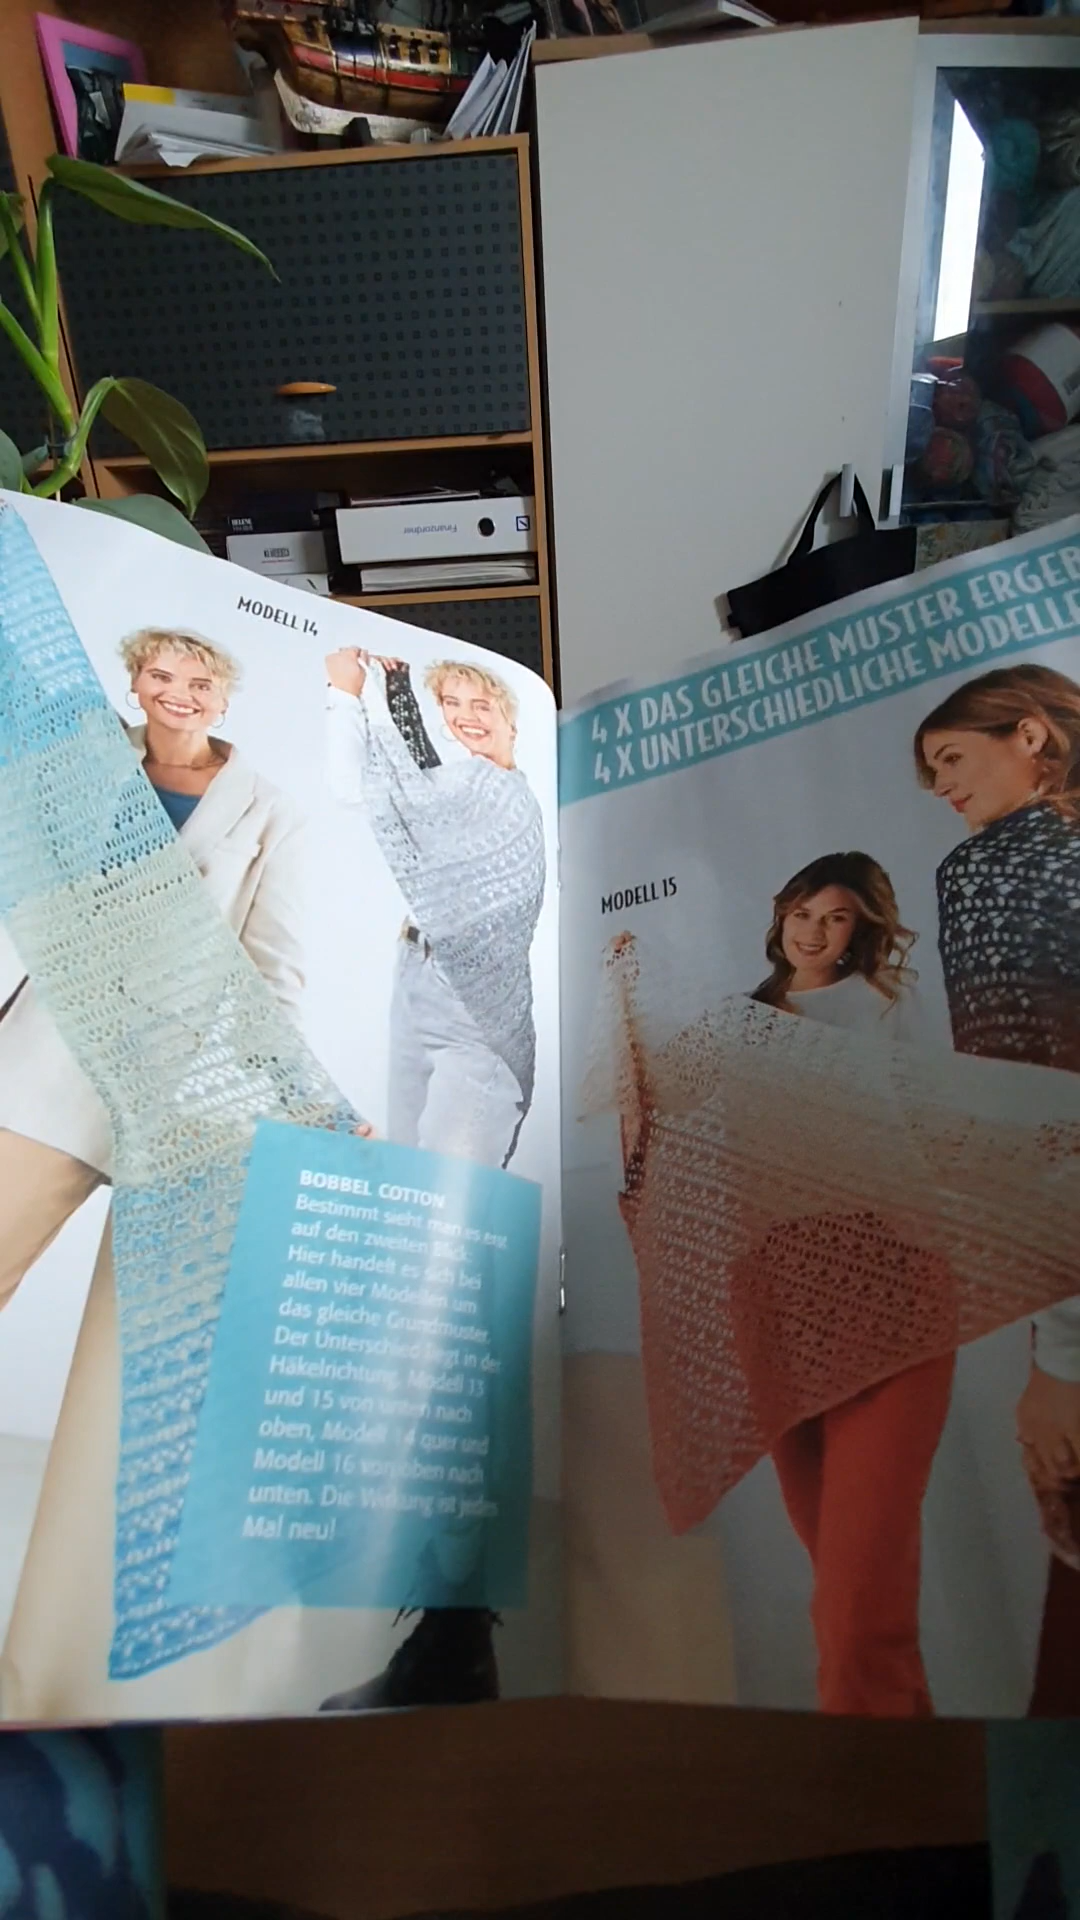 HELENE
Finanzordner
MODELL 14
4 X DAS GLEICHE MUSTER ERGEB
4 X UNTERSCHIEDLICHE MODELLE
MODELL 15
BOBBEL COTTON
Bestimmt sieht man es erst
auf den zweiten Blick:
Hier handelt es sich bei
allen vier Modellen um
das gleiche Grundmuster.
Der Unterschied liegt in der
Häkelrichtung. Modell 13
und 15 von unten nach
oben, Modell 14 quer und
Modell 16 von oben nach
unten. Die Wirkung ist jedes
Mal neu!